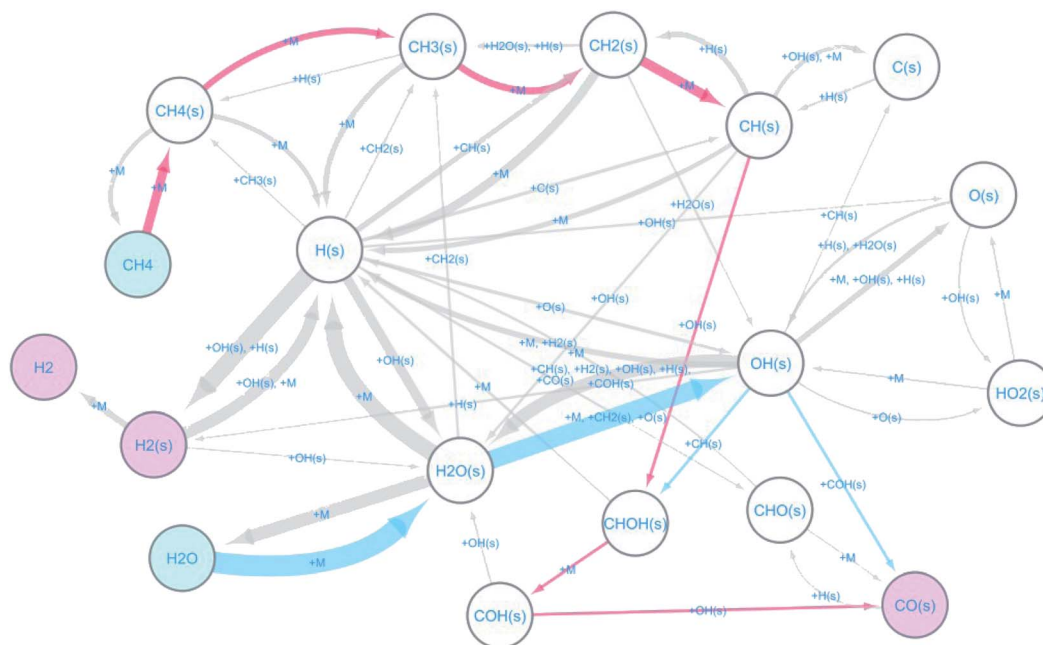 CH3(s)
CH2(s)
+M
+H2O(s), +H(s)
+H(s)
+OH(s), +M
C(s)
+H(s)
+M
+M
+H(s)
CH4(s)
CH(s)
+M
+M
+CH2(s)
+CH(s)
+M
+M
+M
+CH3(s)
+C(s)
+H2O(s)
O(s)
+M
+OH(s)
+CH(s)
H(s)
+H(s), +H2O(s)
CH4
+CH2(s)
+M, +OH(s), +H(s)
+OH(s)
+O(s)
+OH(s)
+OH(s)
+M
+M, +H2(s)
+OH(s), +H(s)
+OH(s)
+M
H2
+CH(s), +H2(s), +OH(s), +H(s),
OH(s)
+OH(s), +M
+M
+CO(s)
+COH(s)
+M
HO2(s)
+M
+H(s)
+M, +CH2(s), +O(s)
+O(s)
H2(s)
+CH(s)
+OH(s)
H2O(s)
+COH(s)
+M
CHOH(s)
CHO(s)
+OH(s)
H2O
+M
+M
+M
+H(s)
COH(s)
+OH(s)
CO(s)